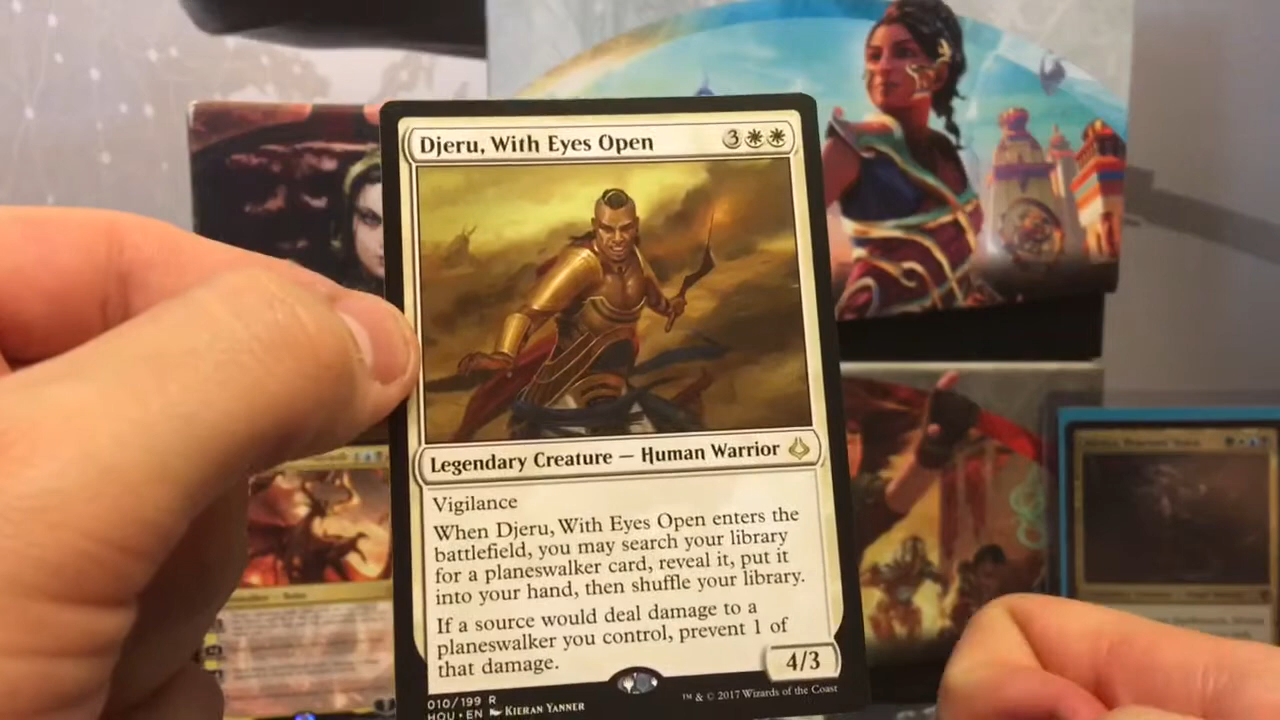 Djeru, With Eyes Open 3
Legendary Creature — Human Warrior
Vigilance
When Djeru, With Eyes Open enters the
battlefield, you may search your library
for a planeswalker card, reveal it, put it
into your hand, then shuffle your library.
If a source would deal damage to a
planeswalker you control, prevent 1 of
that damage.
4/3
010/199 R
HOU • EN KIERAN YANNER
™ & © 2017 Wizards of the Coast